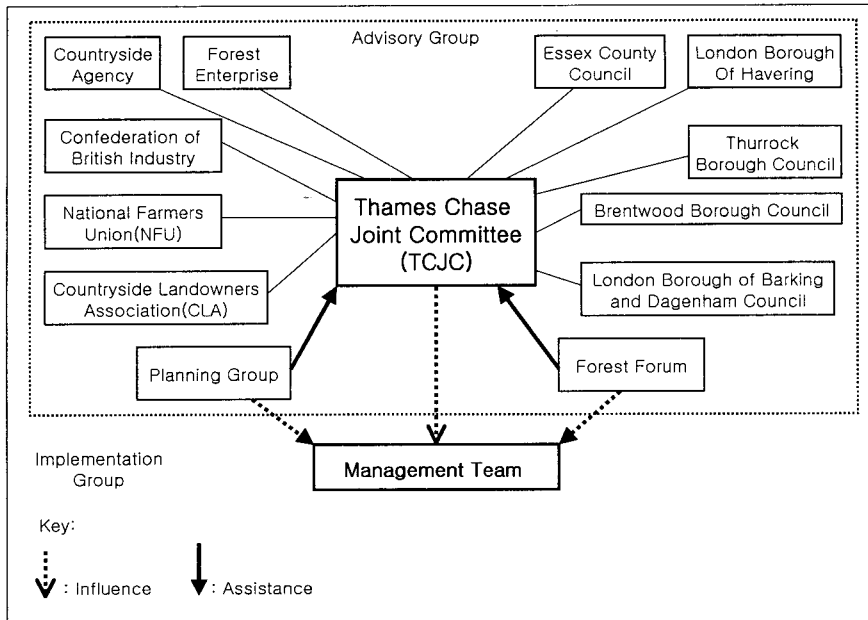 Advisory Group
Countryside
Agency
Forest
Enterprise
Essex County
Council
London Borough
Of Havering
Confederation of
British Industry
Thurrock
Borough Council
National Farmers
Union(NFU)
Thames Chase
Joint Committee
(TCJC)
Brentwood Borough Council
Countryside Landowners
Association(CLA)
London Borough of Barking
and Dagenham Council
Planning Group
Forest Forum
Implementation
Group
Management Team
Key:
: Influence
: Assistance